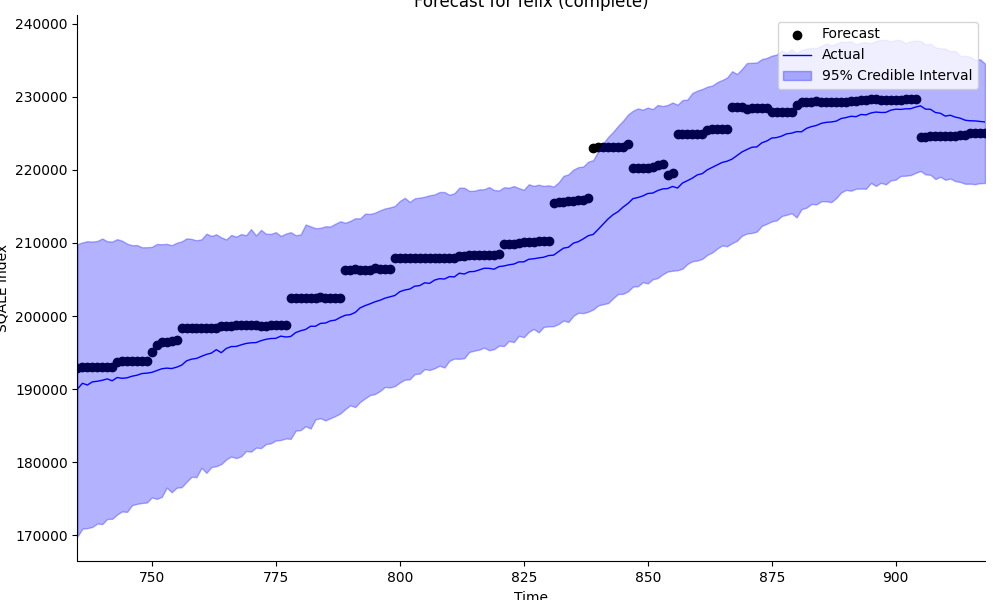 Forecast for felix (complete)
240000
230000
220000
210000
200000
190000
180000
170000
SQALE Index
750
775
800
825
850
875
900
Time
Forecast
Actual
95% Credible Interval